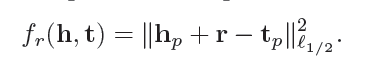 f_r(𝐡, 𝐭) = ‖𝐡_p + 𝐫 − 𝐭_p‖²_{ℓ_{1/2}}.